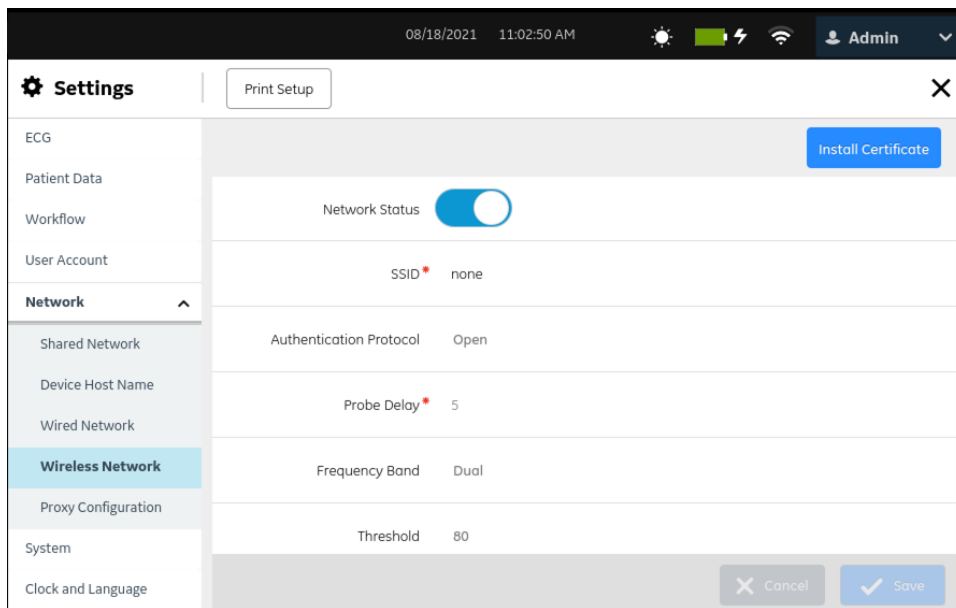 08/18/2021 11:02:50 AM Admin
Settings Print Setup
ECG
Install Certificate
Patient Data
Workflow
User Account
Network
Shared Network
Device Host Name
Wired Network
Wireless Network
Proxy Configuration
System
Clock and Language
Network Status
SSID* none
Authentication Protocol Open
Probe Delay* 5
Frequency Band Dual
Threshold 80
Cancel Save